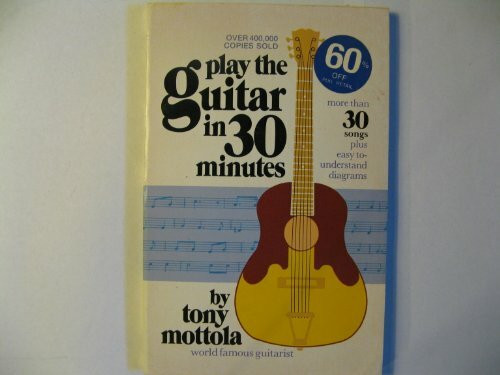 OVER 400,000
COPIES SOLD
play the
guitar
in 30
minutes
60
OFF
more than
30
songs
plus
easy to-
understand
diagrams
by
tony
mottola
world famous guitarist